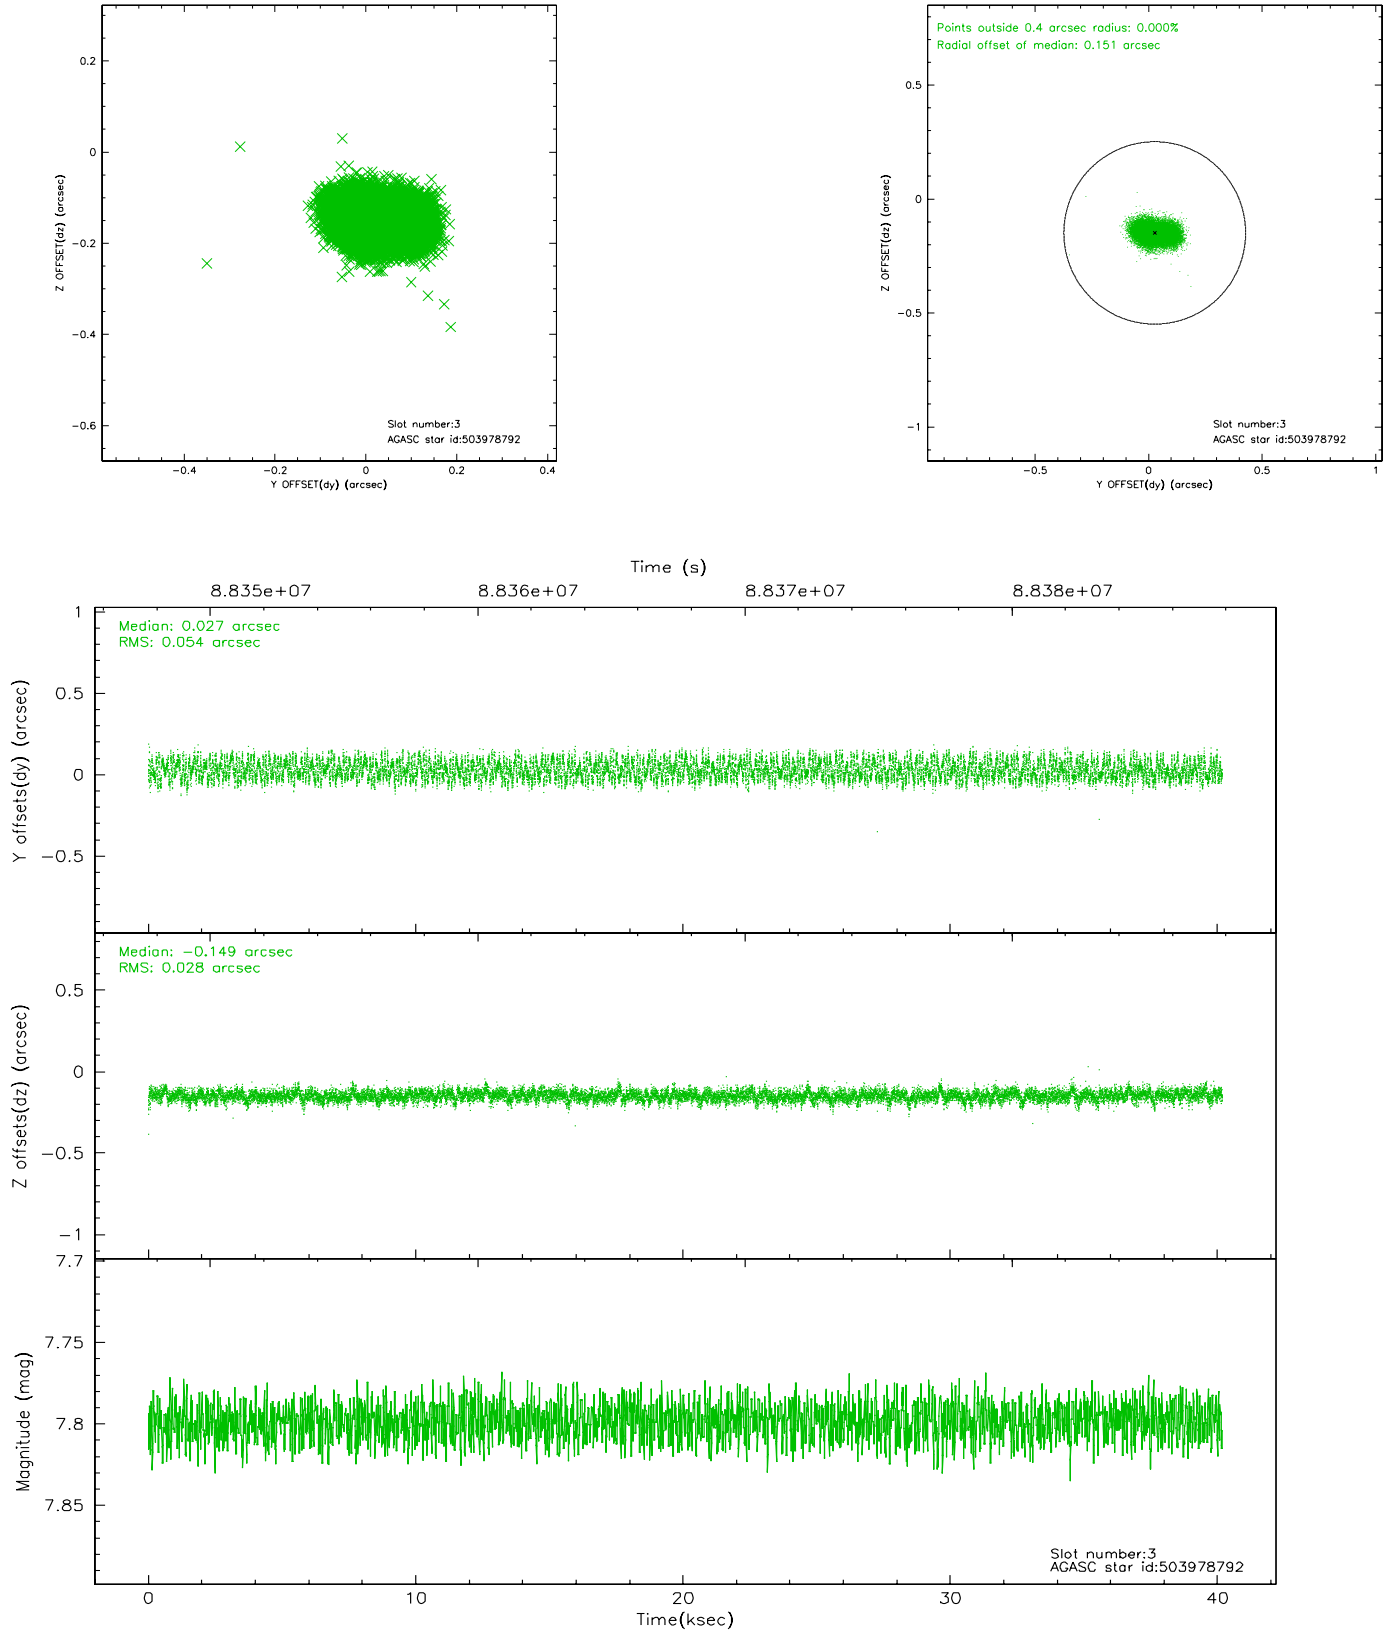 0.2
0
−0.2
−0.4
−0.6
Z OFFSET(dz) (arcsec)
Slot number:3
AGASC star id:503978792
−0.4 −0.2 0 0.2 0.4
Y OFFSET(dy) (arcsec)
Points outside 0.4 arcsec radius: 0.000%
Radial offset of median: 0.151 arcsec
0.5
0
−0.5
−1
Z OFFSET(dz) (arcsec)
Slot number:3
AGASC star id:503978792
−0.5 0 0.5 1
Y OFFSET(dy) (arcsec)
Time (s)
8.835e+07 8.836e+07 8.837e+07 8.838e+07
Median: 0.027 arcsec
RMS: 0.054 arcsec
1
0.5
0
−0.5
Y offsets(dy) (arcsec)
Median: −0.149 arcsec
RMS: 0.028 arcsec
0.5
0
−0.5
−1
Z offsets(dz) (arcsec)
7.7
7.75
7.8
7.85
Magnitude (mag)
Slot number:3
AGASC star id:503978792
0 10 20 30 40
Time(ksec)